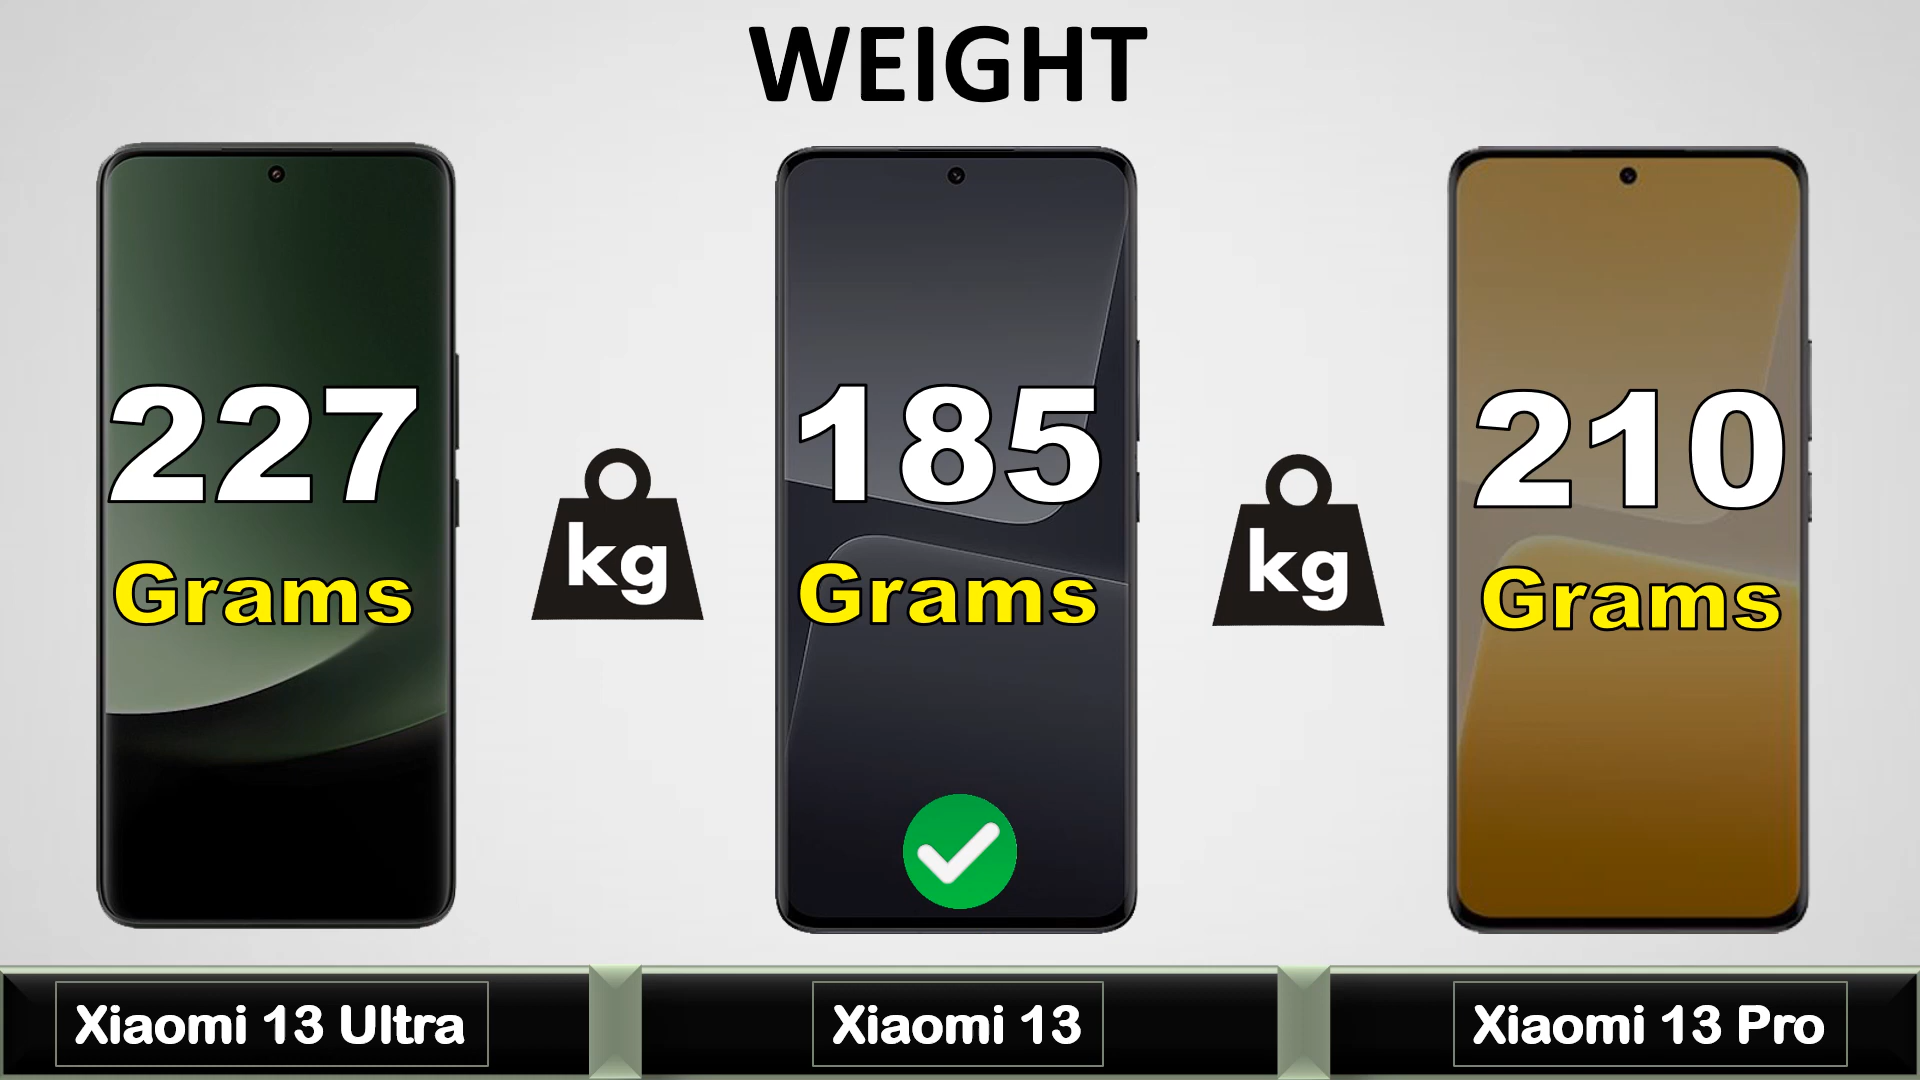 WEIGHT
227
Grams
kg
185
Grams
kg
210
Grams
Xiaomi 13 Ultra
Xiaomi 13
Xiaomi 13 Pro